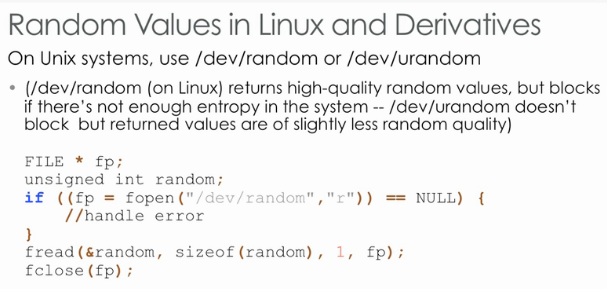 Random Values in Linux and Derivatives
On Unix systems, use /dev/random or /dev/urandom
• (/dev/random (on Linux) returns high-quality random values, but blocks
if there's not enough entropy in the system -- /dev/urandom doesn't
block but returned values are of slightly less random quality)
FILE * fp;
unsigned int random;
if ((fp = fopen("/dev/random","r")) == NULL) {
    //handle error
}
fread(&random, sizeof(random), 1, fp);
fclose(fp);